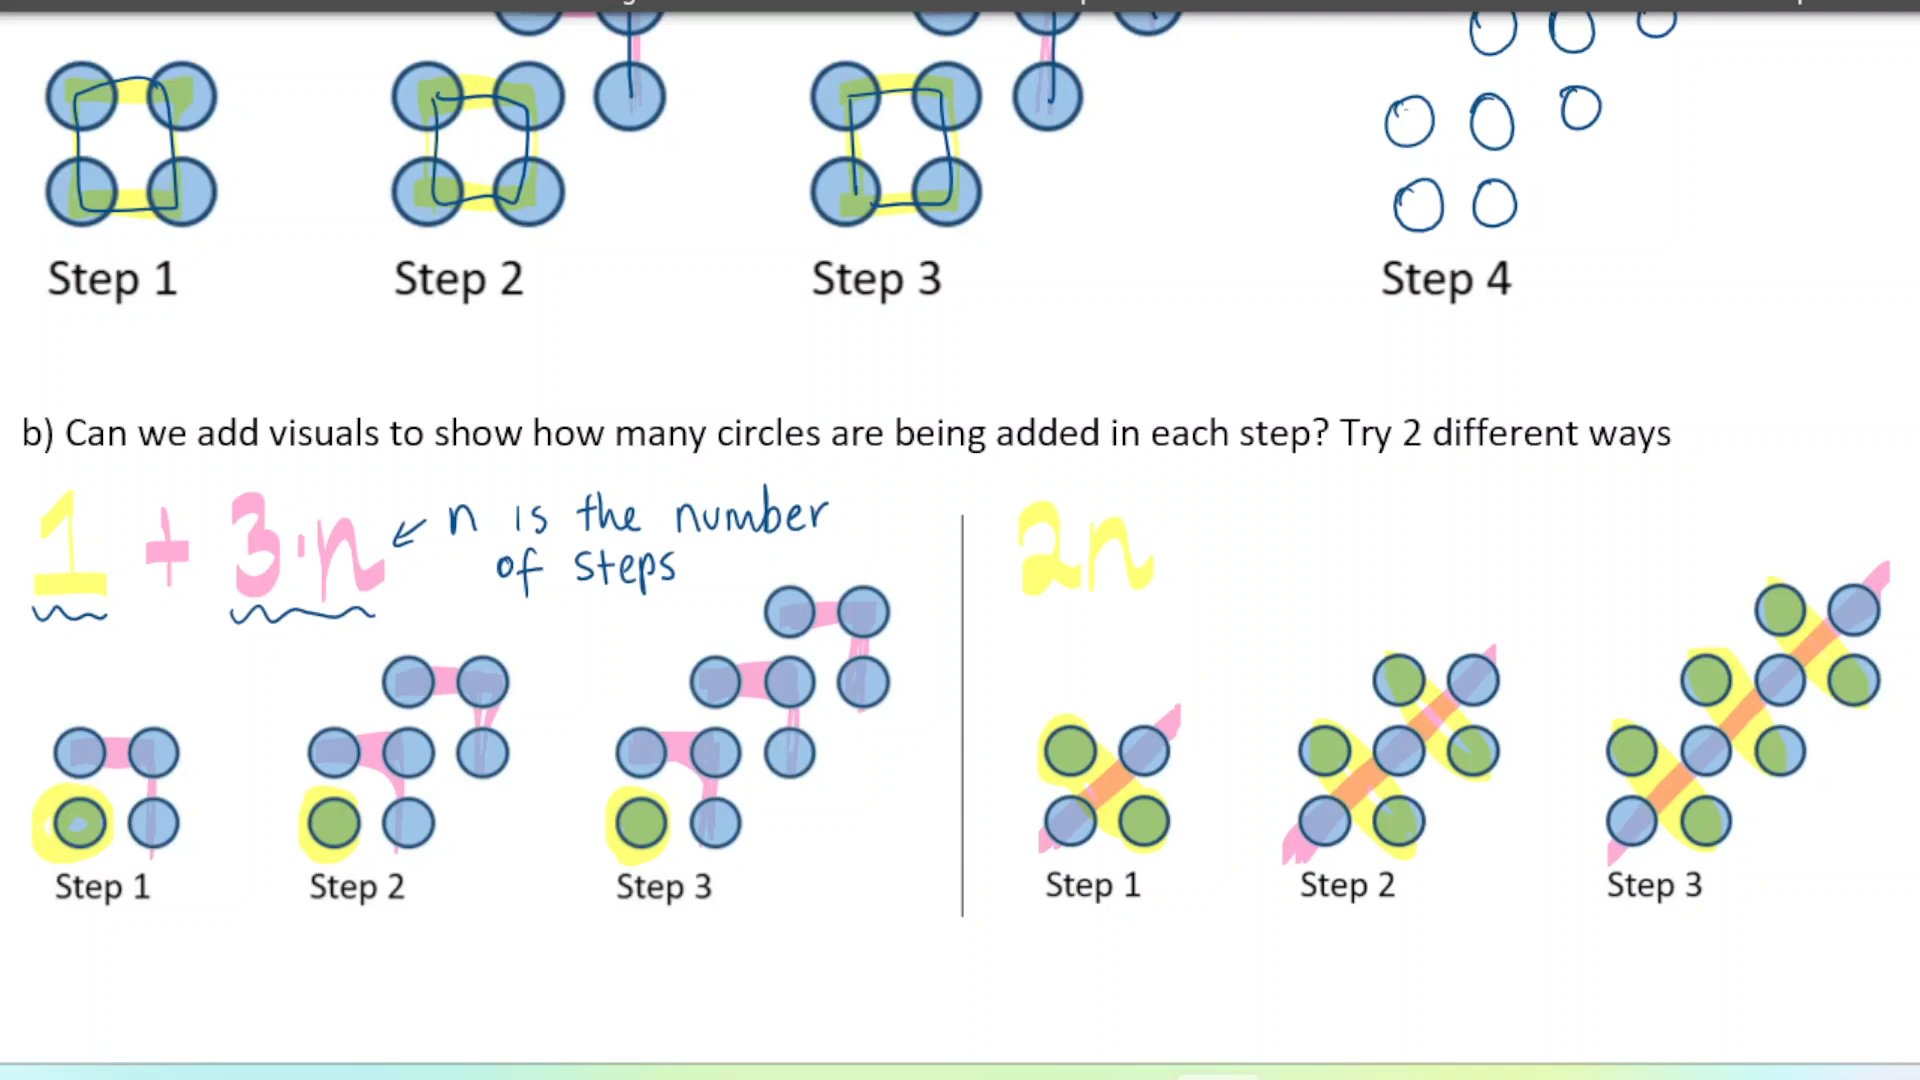 Step 1 Step 2 Step 3 Step 4
b) Can we add visuals to show how many circles are being added in each step? Try 2 different ways
1 + 3·n ← n is the number
of steps
2n
Step 1 Step 2 Step 3
Step 1 Step 2 Step 3